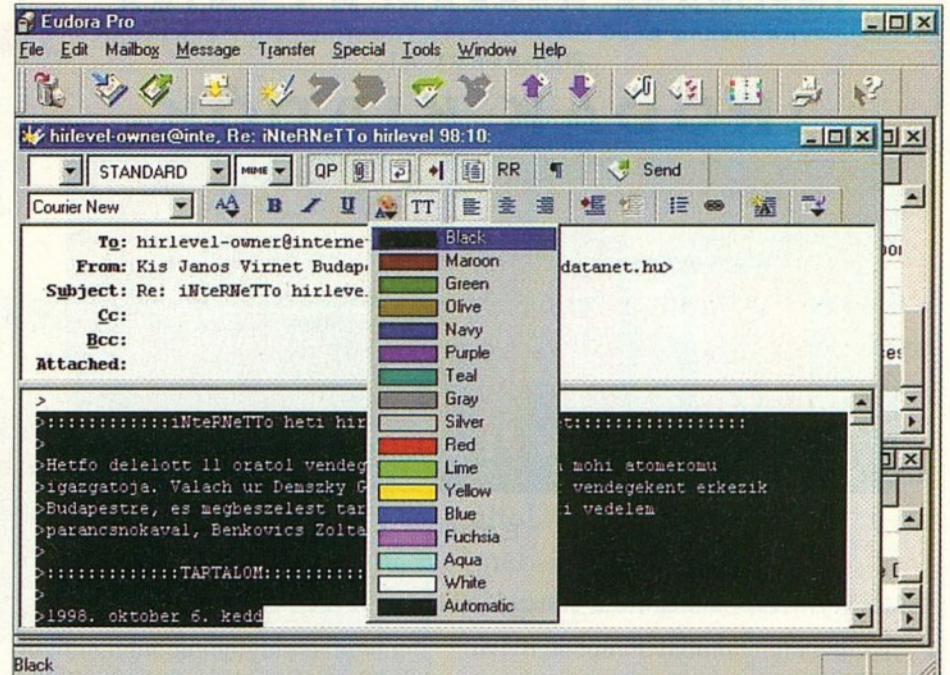 Eudora Pro
File Edit Mailbox Message Transfer Special Tools Window Help
hirlevel-owner@inte, Re: iNteRNeTTo hirlevel 98:10:
STANDARD MIME QP RR ¶ Send
Courier New AA B I U A TT
To: hirlevel-owner@interne
From: Kis Janos Virnet Budap datanet.hu>
Subject: Re: iNteRNeTTo hirleve
Cc:
Bcc:
Attached:
Black
Maroon
Green
Olive
Navy
Purple
Teal
Gray
Silver
Red
Lime
Yellow
Blue
Fuchsia
Aqua
White
Automatic
>
>::::::::::::iNteRNeTTo heti hir t:::::::::::::::::
>
>Hetfo delelott 11 oratol vendeg mohi atomeromu
>igazgatoja. Valach ur Demszky G vendegekent erkezik
>Budapestre, es megbeszelest tar i vedelem
>parancsnokaval, Benkovics Zolta
>
>:::::::::::::TARTALOM::::::::::
>
>1998. oktober 6. kedd
Black